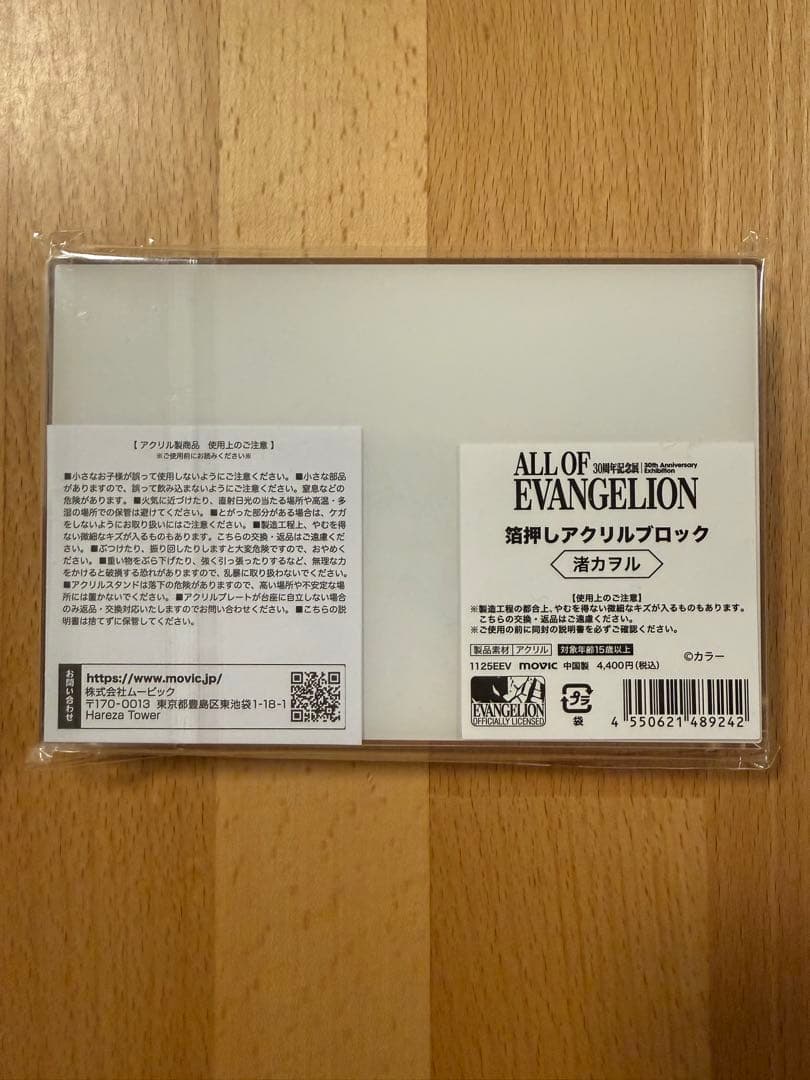 【 アクリル製商品　使用上のご注意 】
※ご使用前にお読みください※
■小さなお子様が誤って使用しないようにご注意ください。■小さな部品
がありますので、誤って飲み込まないようにご注意ください。窒息などの
危険があります。■火気に近づけたり、直射日光の当たる場所や高温・多
湿の場所での保管は避けてください。■とがった部分がある場合は、ケガ
をしないようにお取り扱いにはご注意ください。■製造工程上、やむを得
ない微細なキズが入るものもあります。こちらの交換・返品はご遠慮くだ
さい。■ぶつけたり、振り回したりしますと大変危険ですので、おやめく
ださい。■重い物をぶら下げたり、強く引っ張ったりするなど、無理な力
をかけると破損する恐れがありますので、乱暴に取り扱わないでください。
■アクリルスタンドは落下の危険がありますので、高い場所や不安定な場
所には置かないでください。■アクリルプレートが台座に自立しない場合
のみ返品・交換対応いたしますのでお問い合わせください。■こちらの説
明書は捨てずに保管してください。
お問い合わせ
https://www.movic.jp/
株式会社ムービック
〒170-0013 東京都豊島区東池袋1-18-1
Hareza Tower
ALL OF 30周年記念展 30th Anniversary Exhibition
EVANGELION
箔押しアクリルブロック
渚カヲル
【使用上のご注意】
※製造工程の都合上、やむを得ない微細なキズが入るものもあります。
こちらの交換・返品はご遠慮ください。
※ご使用の前に同封の説明書を必ずご確認ください。
製品素材 アクリル 対象年齢15歳以上
©カラー
1125EEV movic 中国製 4,400円(税込)
EVANGELION
OFFICIALLY LICENSED
プラ
袋
4 550621 489242